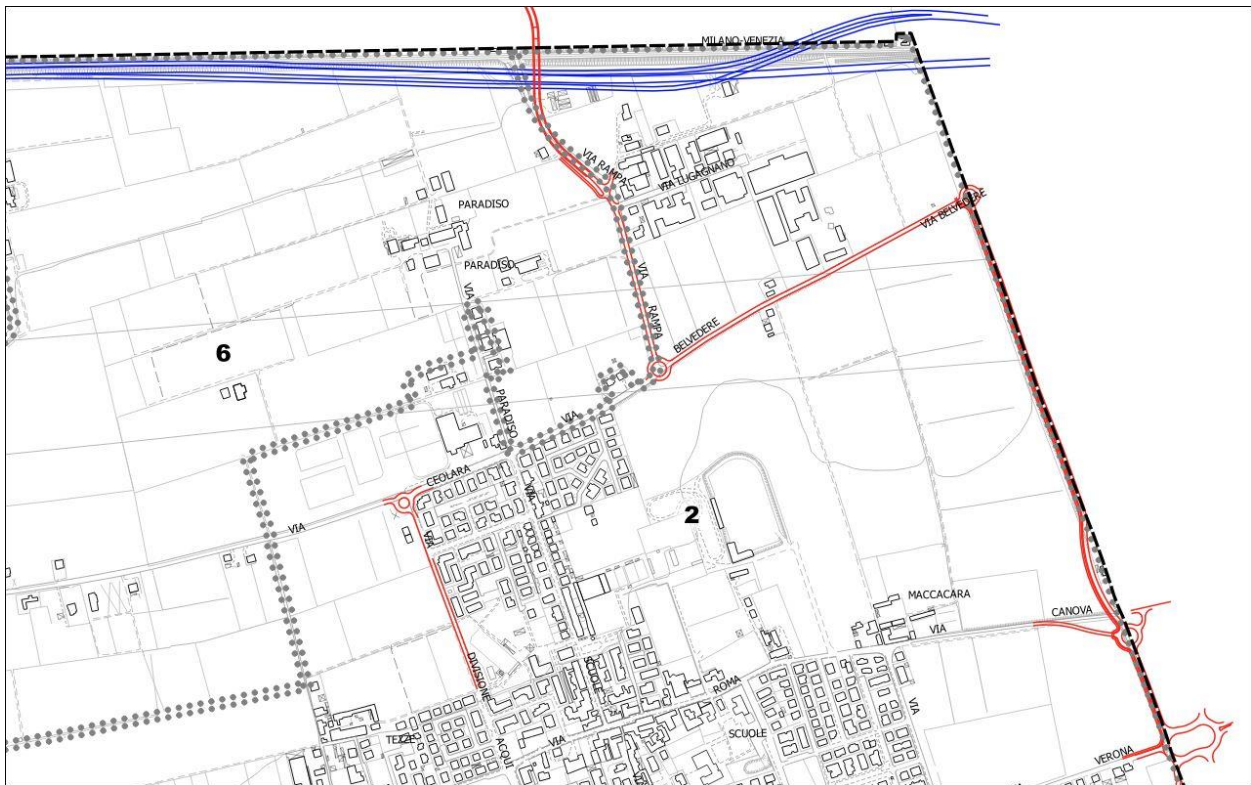 MILANO-VENEZIA
VIA RAMPA
VIA LUGAGNANO
PARADISO
VIA BELVEDERE
PARADISO
VIA
VIA
RAMPA
BELVEDERE
6
PARADISO
VIA
CEOLARA
VIA
VIA
2
VIA
MACCACARA
CANOVA
VIA
SCUOLE
DIVISIONE
ROMA
VIA
SCUOLE
TEZZE
ACQUI
VIA
VERONA
VIA